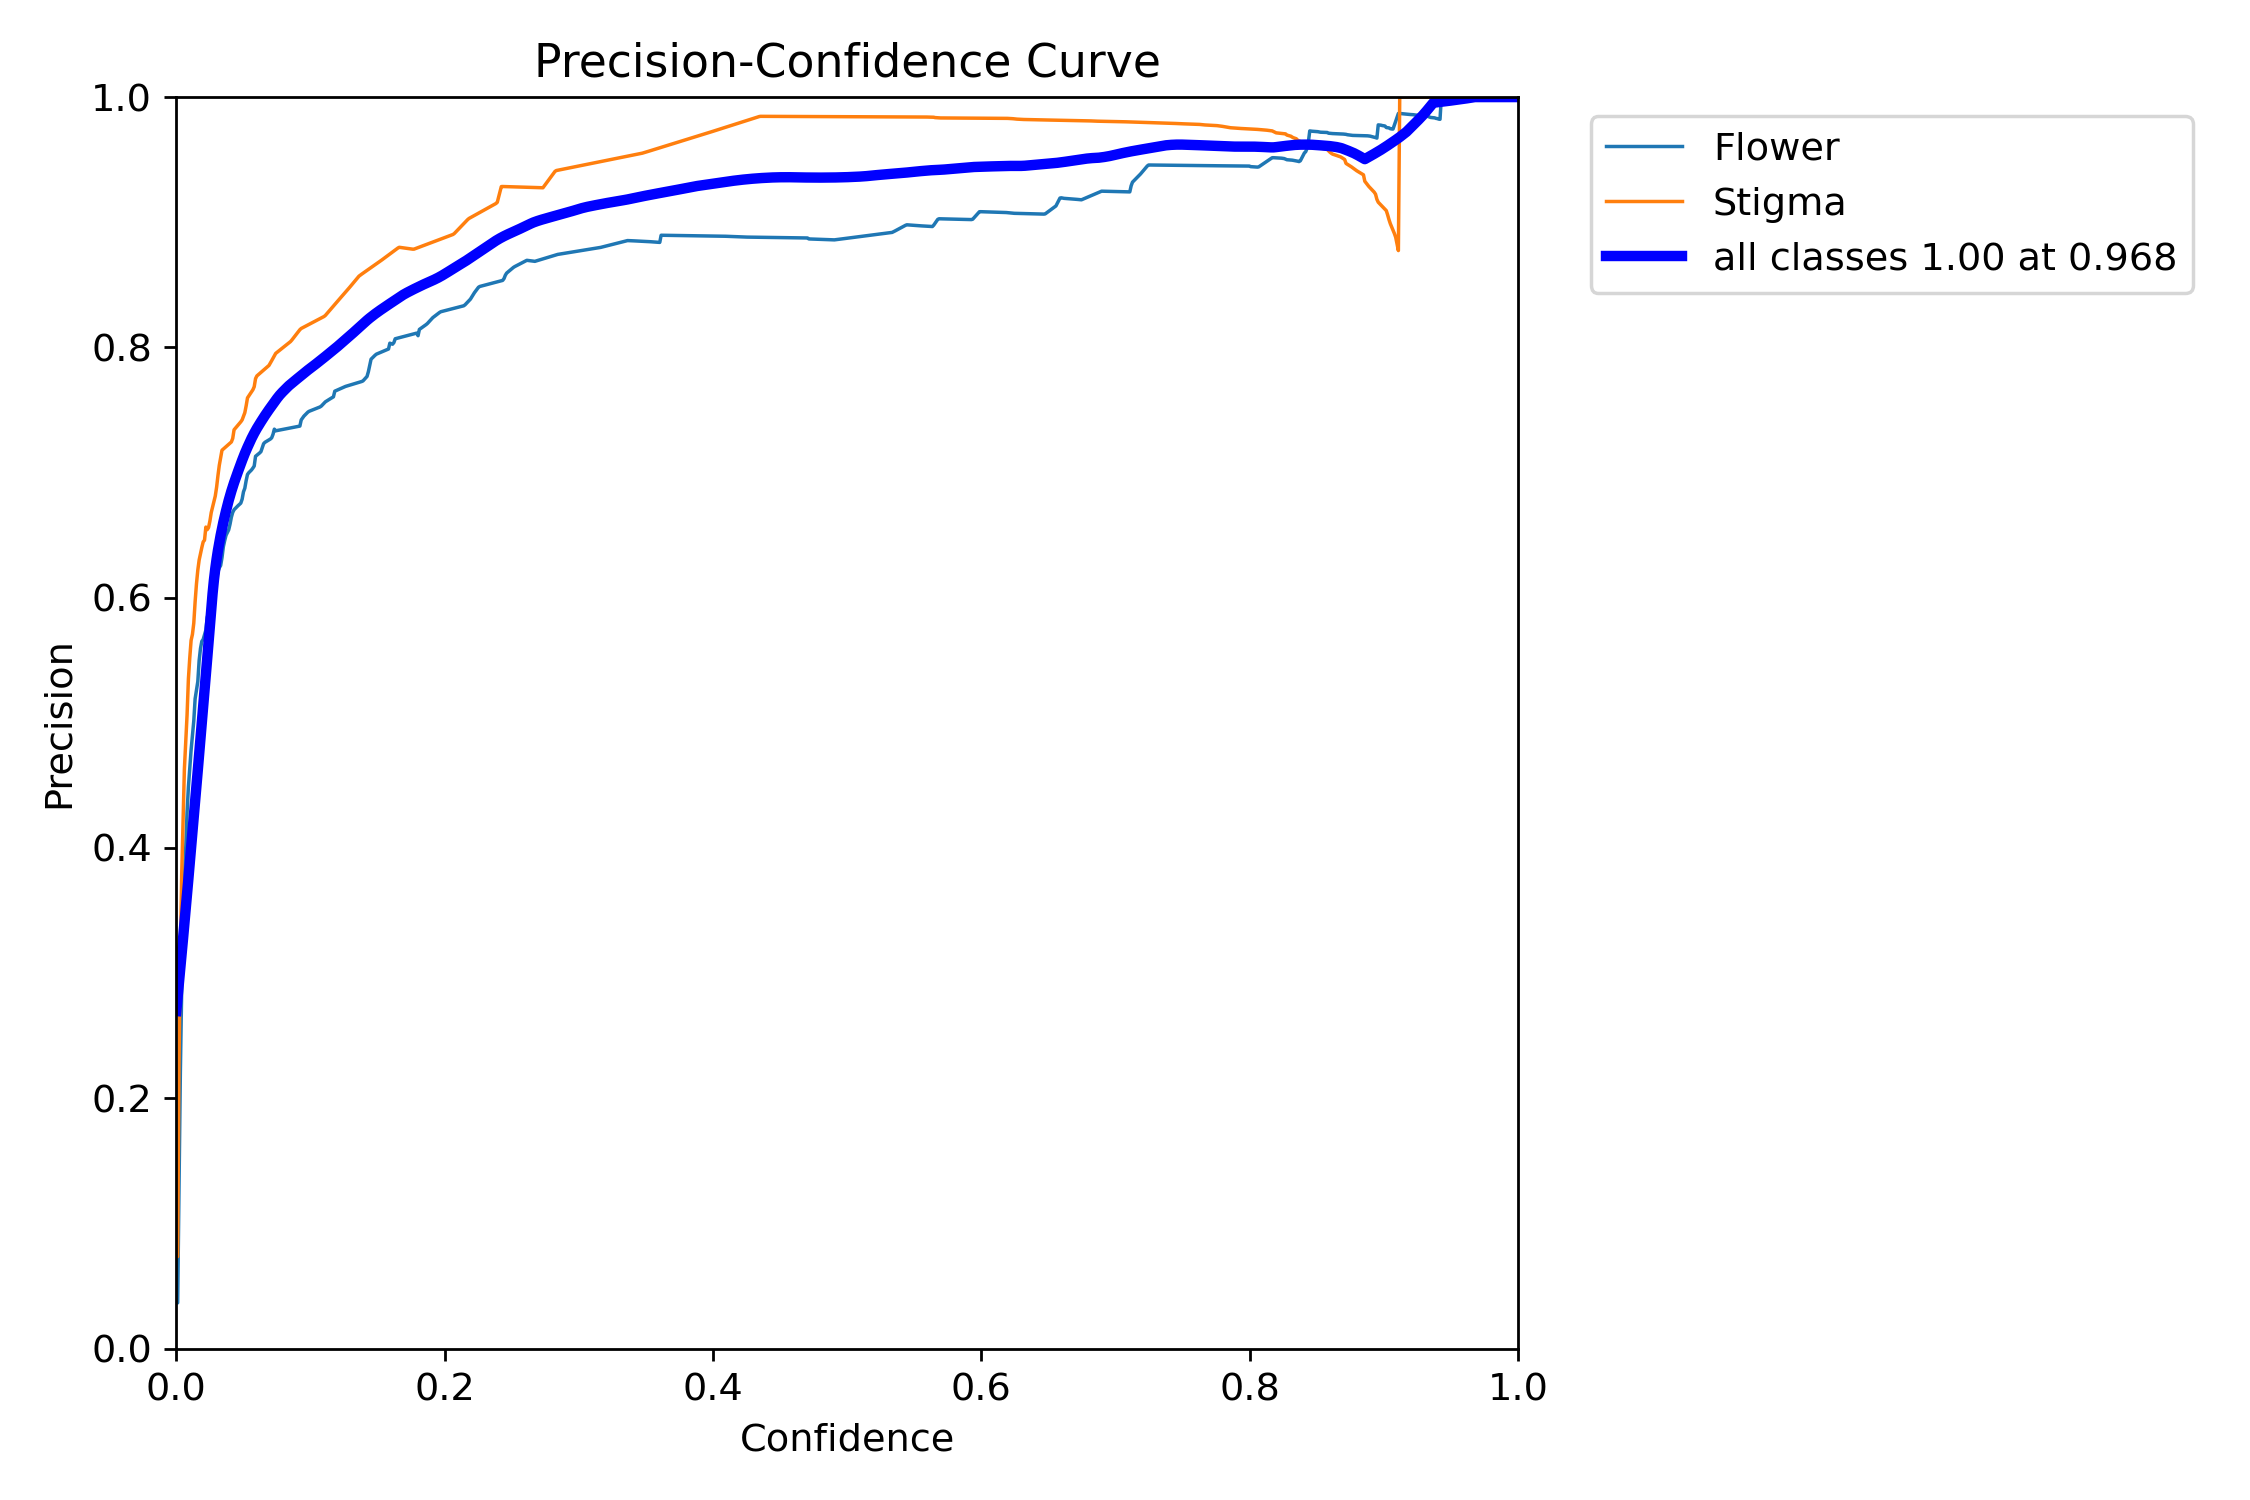 Precision-Confidence Curve
1.0
0.8
0.6
0.4
0.2
0.0
Precision
0.0 0.2 0.4 0.6 0.8 1.0
Confidence
Flower
Stigma
all classes 1.00 at 0.968